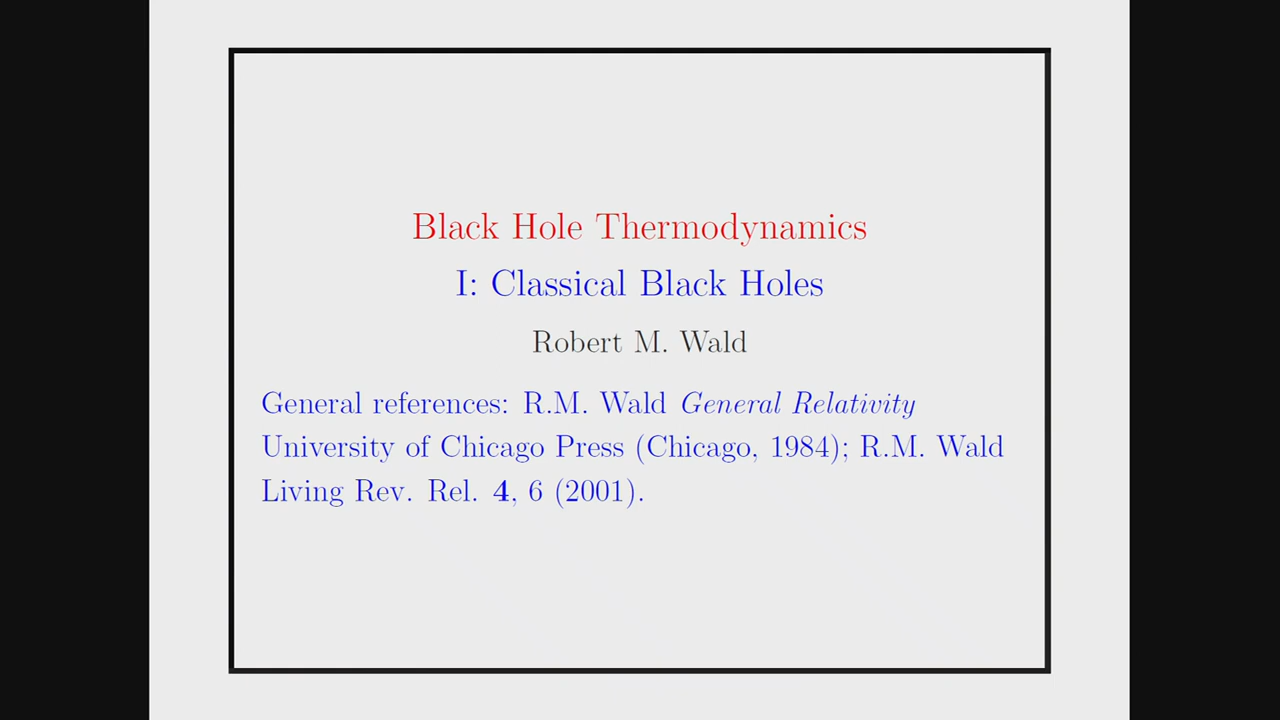 Black Hole Thermodynamics
I: Classical Black Holes
Robert M. Wald
General references: R.M. Wald General Relativity
University of Chicago Press (Chicago, 1984); R.M. Wald
Living Rev. Rel. 4, 6 (2001).